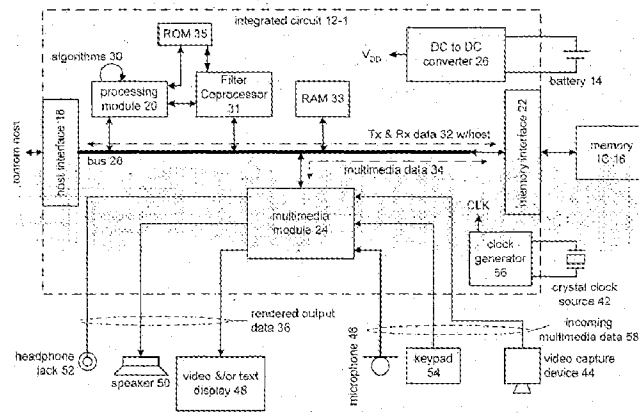 integrated circuit 12-1
ROM 35
algorithms 30
processing module 20
Filter Coprocessor 31
RAM 33
V_DD
DC to DC converter 26
battery 14
to/from host
host interface 18
bus 28
Tx & Rx data 32 w/host
multimedia data 34
memory interface 22
memory IC 16
multimedia module 24
CLK
clock generator 56
crystal clock source 42
rendered output data 36
incoming multimedia data 58
headphone jack 52
speaker 50
video &/or text display 48
microphone 46
keypad 54
video capture device 44